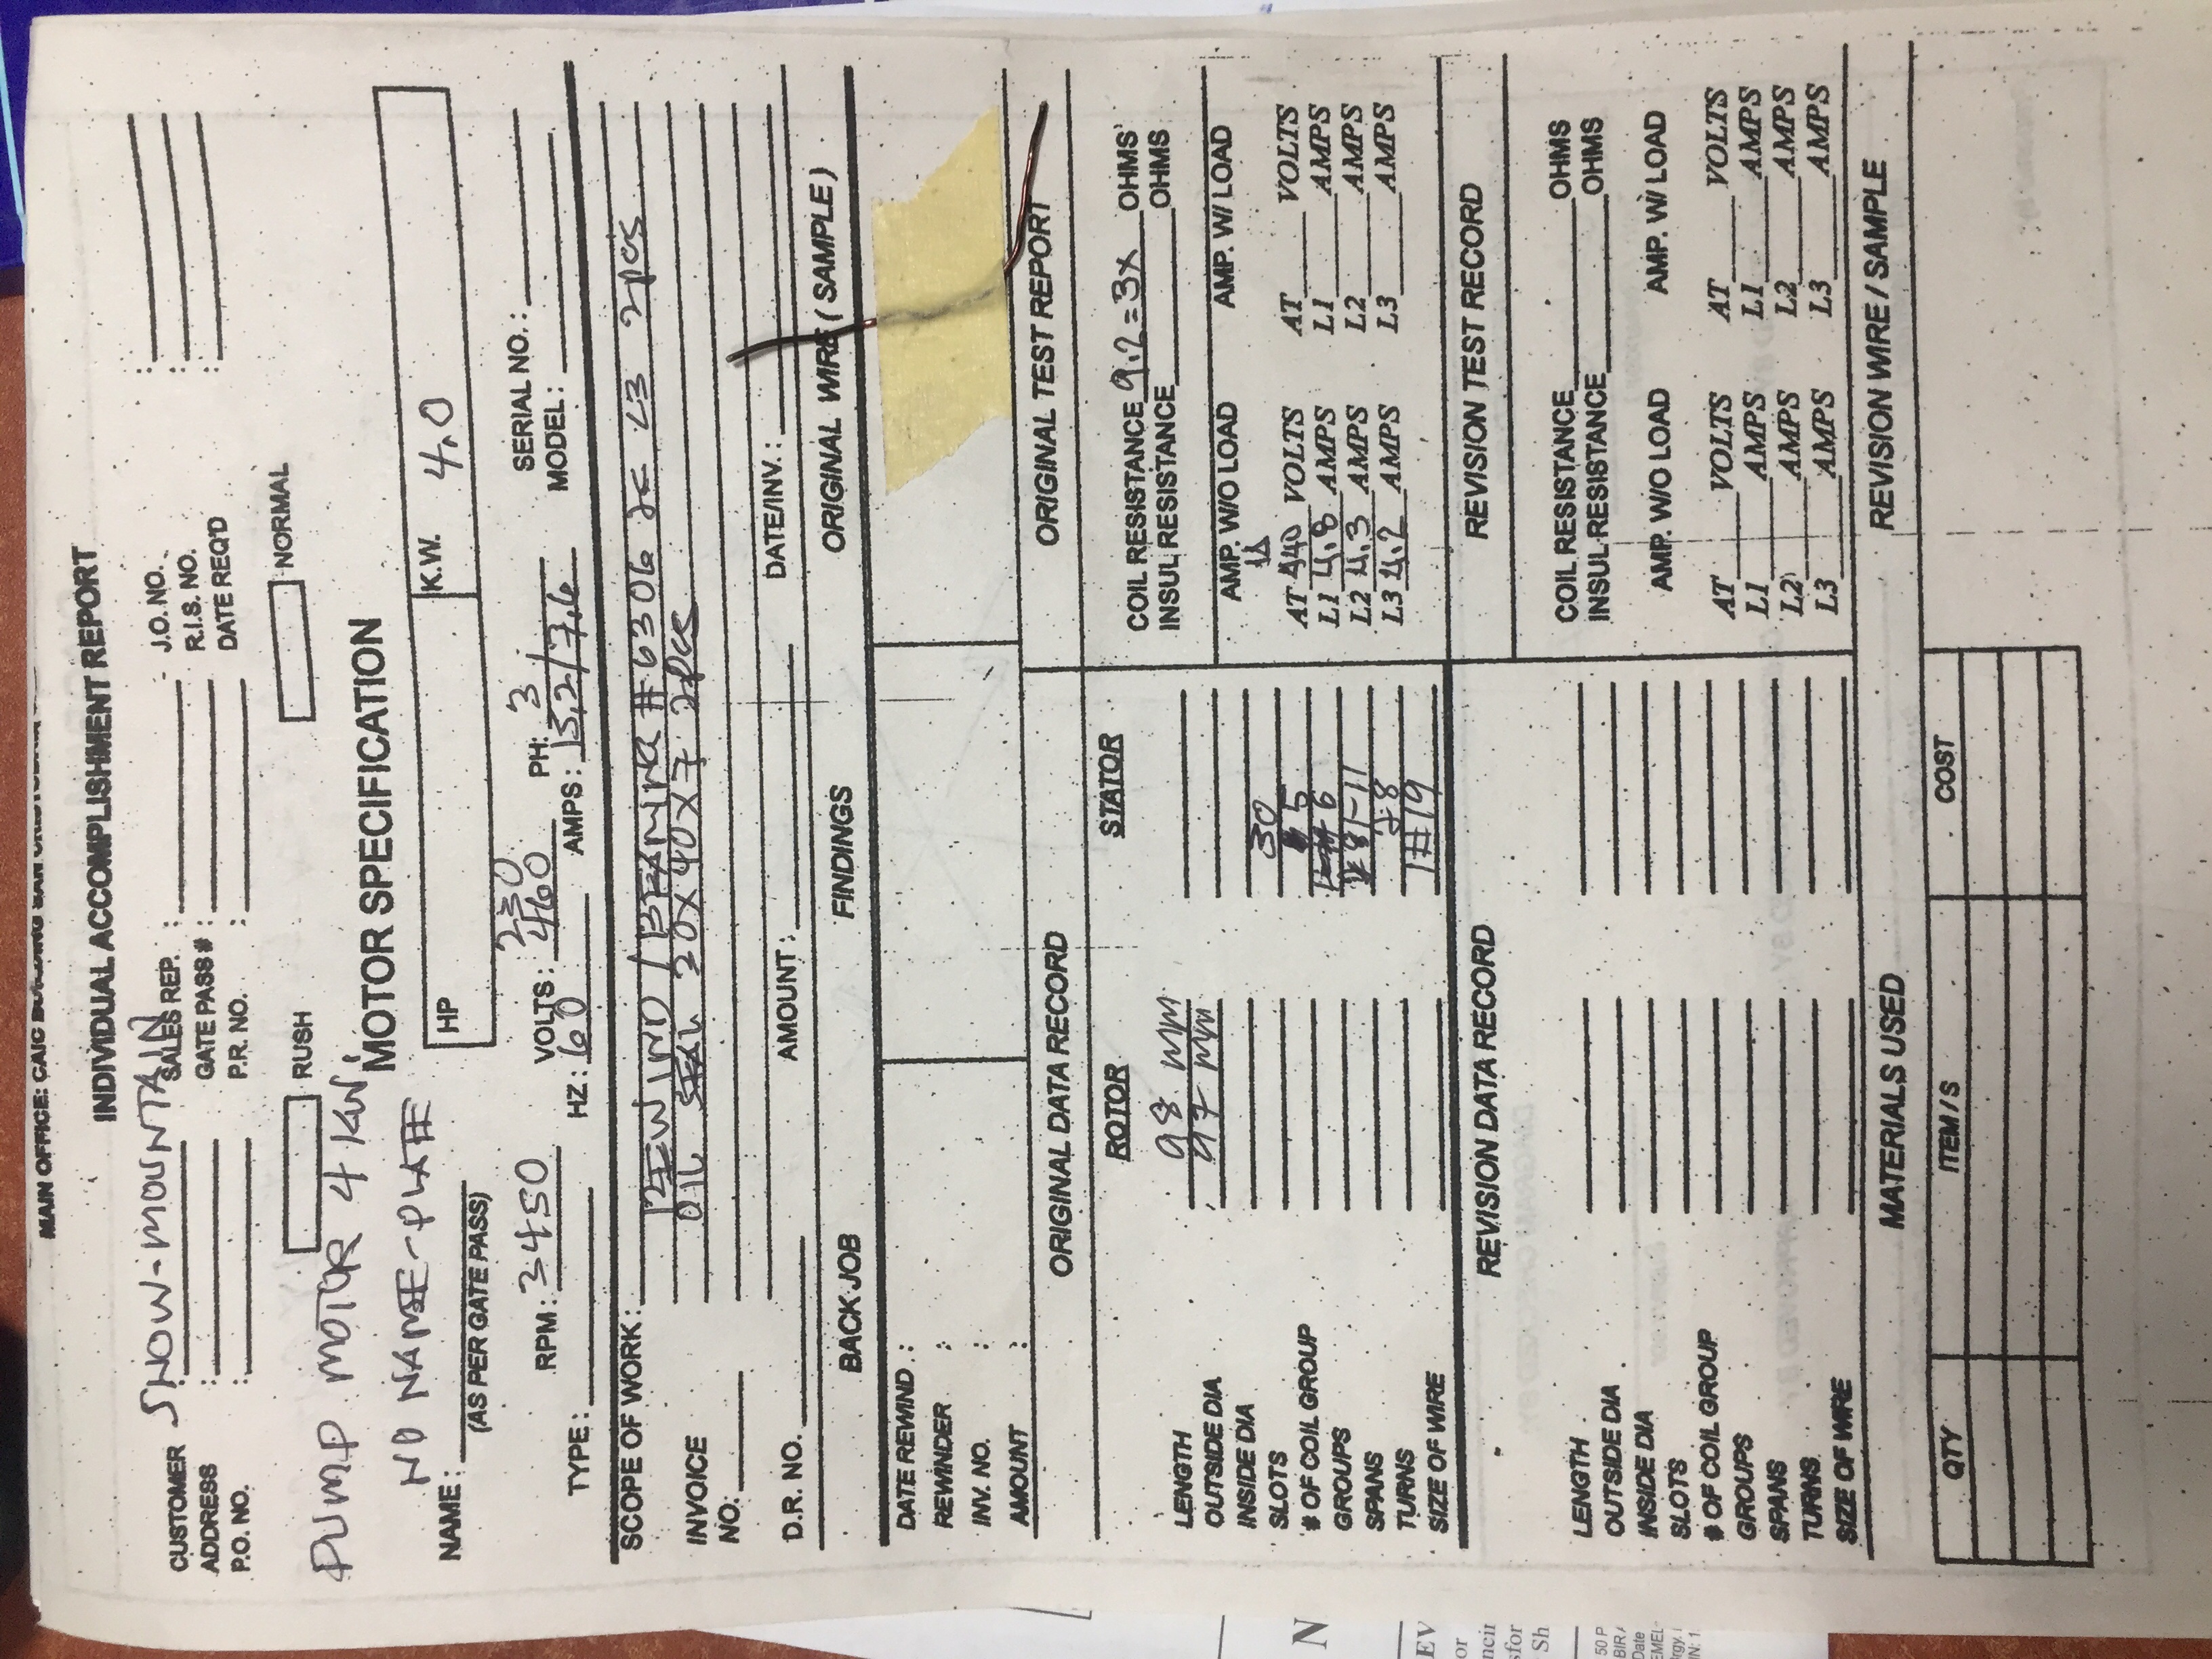 MAIN OFFICE: CAIC BUILDING SAN
INDIVIDUAL ACCOMPLISHMENT REPORT
CUSTOMER : SNOW-MOUNTAIN SALES REP. : J.O. NO. :
ADDRESS : GATE PASS # : R.I.S. NO. :
P.O. NO. : P.R. NO. : DATE REQ'D :
RUSH NORMAL
PUMP MOTOR 4 KW.
MOTOR SPECIFICATION
NO NAME-PLATE
NAME : HP K.W. 4.0
(AS PER GATE PASS)
230
RPM : 3450 VOLTS : 460 PH: 3 SERIAL NO. :
TYPE : HZ : 60 AMPS : 15.2/7.6 MODEL :
SCOPE OF WORK :
REWIND / BEARING # 6306 2pcs
INVOICE OIL SEAL 20X40X7 2pcs
NO:
D.R. NO. AMOUNT : DATE/INV. :
BACK JOB FINDINGS ORIGINAL WIRE ( SAMPLE )
DATE REWIND :
REWINDER :
INV. NO. :
AMOUNT :
ORIGINAL DATA RECORD ORIGINAL TEST REPORT
ROTOR STATOR
COIL RESISTANCE 9.2=3x OHMS'
INSUL RESISTANCE OHMS
LENGTH 98 mm
OUTSIDE DIA 97 mm
INSIDE DIA
SLOTS 30
# OF COIL GROUP 5
GROUPS 6
SPANS 1-11
TURNS 28
SIZE OF WIRE 1#19
AMP. W/O LOAD AMP. W/ LOAD
AT 440 VOLTS AT VOLTS
L1 4.8 AMPS L1 AMPS
L2 4.3 AMPS L2 AMPS
L3 4.2 AMPS L3 AMPS
REVISION DATA RECORD REVISION TEST RECORD
COIL RESISTANCE OHMS
INSUL RESISTANCE OHMS
LENGTH
OUTSIDE DIA
INSIDE DIA
SLOTS
# OF COIL GROUP
GROUPS
SPANS
TURNS
SIZE OF WIRE
AMP. W/O LOAD AMP. W/ LOAD
AT VOLTS AT VOLTS
L1 AMPS L1 AMPS
L2 AMPS L2 AMPS
L3 AMPS L3 AMPS
MATERIALS USED REVISION WIRE / SAMPLE
QTY ITEM / S COST